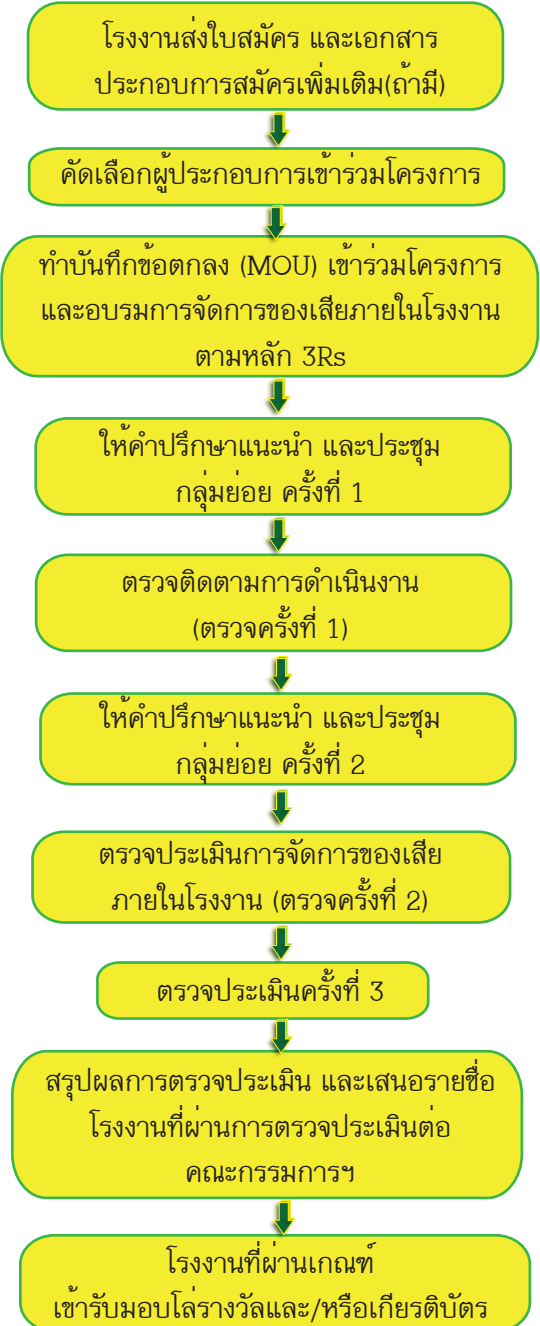 โรงงานส่งใบสมัคร และเอกสาร
ประกอบการสมัครเพิ่มเติม(ถ้ามี)
คัดเลือกผู้ประกอบการเข้าร่วมโครงการ
ทำบันทึกข้อตกลง (MOU) เข้าร่วมโครงการ
และอบรมการจัดการของเสียภายในโรงงาน
ตามหลัก 3Rs
ให้คำปรึกษาแนะนำ และประชุม
กลุ่มย่อย ครั้งที่ 1
ตรวจติดตามการดำเนินงาน
(ตรวจครั้งที่ 1)
ให้คำปรึกษาแนะนำ และประชุม
กลุ่มย่อย ครั้งที่ 2
ตรวจประเมินการจัดการของเสีย
ภายในโรงงาน (ตรวจครั้งที่ 2)
ตรวจประเมินครั้งที่ 3
สรุปผลการตรวจประเมิน และเสนอรายชื่อ
โรงงานที่ผ่านการตรวจประเมินต่อ
คณะกรรมการฯ
โรงงานที่ผ่านเกณฑ์
เข้ารับมอบโล่รางวัลและ/หรือเกียรติบัตร